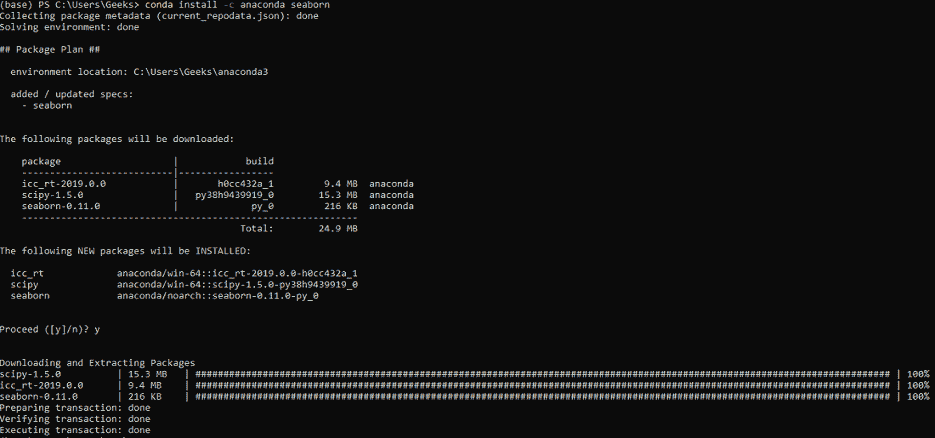 (base) PS C:\Users\Geeks> conda install -c anaconda seaborn
Collecting package metadata (current_repodata.json): done
Solving environment: done
## Package Plan ##
environment location: C:\Users\Geeks\anaconda3
added / updated specs:
- seaborn
The following packages will be downloaded:
package | build
---------------------------|-----------------
icc_rt-2019.0.0 | h0cc432a_1 9.4 MB anaconda
scipy-1.5.0 | py38h9439919_0 15.3 MB anaconda
seaborn-0.11.0 | py_0 216 KB anaconda
------------------------------------------------------------
Total: 24.9 MB
The following NEW packages will be INSTALLED:
icc_rt anaconda/win-64::icc_rt-2019.0.0-h0cc432a_1
scipy anaconda/win-64::scipy-1.5.0-py38h9439919_0
seaborn anaconda/noarch::seaborn-0.11.0-py_0
Proceed ([y]/n)? y
Downloading and Extracting Packages
scipy-1.5.0 | 15.3 MB | ############################################################################################################################ | 100%
icc_rt-2019.0.0 | 9.4 MB | ############################################################################################################################ | 100%
seaborn-0.11.0 | 216 KB | ############################################################################################################################ | 100%
Preparing transaction: done
Verifying transaction: done
Executing transaction: done